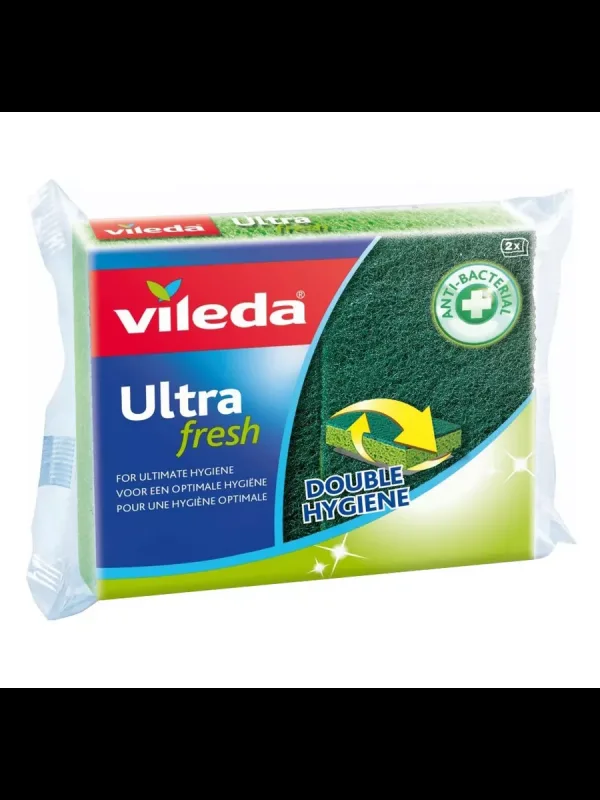 vileda Ultra
fresh
2x
ANTI-BACTERIAL
vileda®
Ultra
fresh
FOR ULTIMATE HYGIENE
VOOR EEN OPTIMALE HYGIËNE
POUR UNE HYGIÈNE OPTIMALE
DOUBLE
HYGIENE